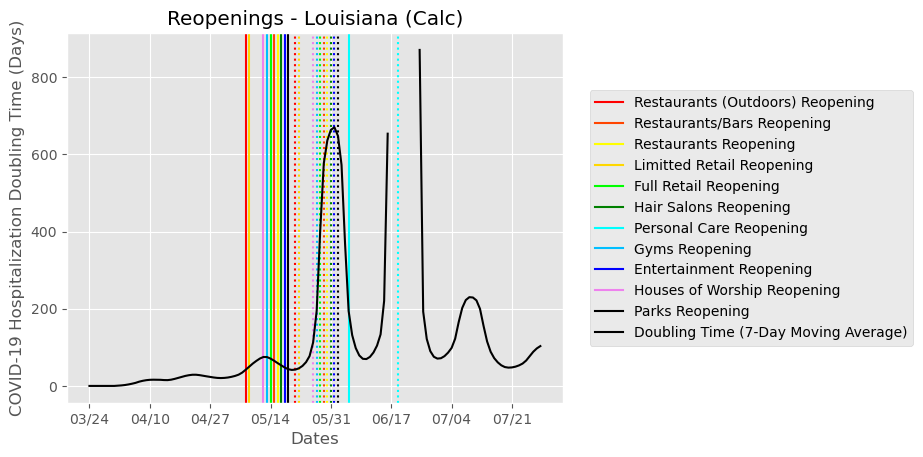 Reopenings - Louisiana (Calc)
COVID-19 Hospitalization Doubling Time (Days)
800
600
400
200
0
03/24 04/10 04/27 05/14 05/31 06/17 07/04 07/21
Dates
Restaurants (Outdoors) Reopening
Restaurants/Bars Reopening
Restaurants Reopening
Limitted Retail Reopening
Full Retail Reopening
Hair Salons Reopening
Personal Care Reopening
Gyms Reopening
Entertainment Reopening
Houses of Worship Reopening
Parks Reopening
Doubling Time (7-Day Moving Average)